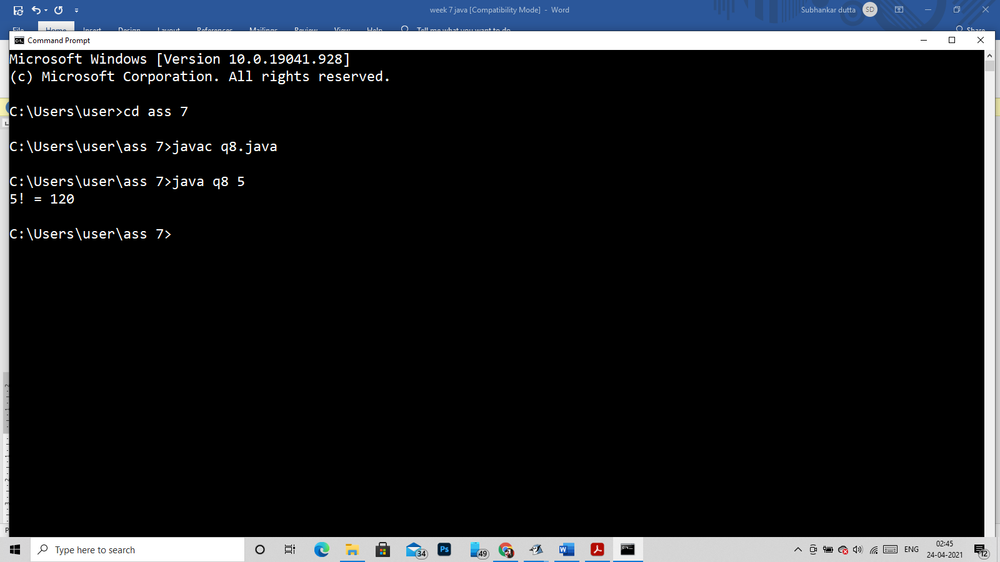 week 7 java [Compatibility Mode] - Word
Subhankar dutta
SD
File Home Insert Design Layout References Mailings Review View Help Tell me what you want to do Share
Command Prompt
Microsoft Windows [Version 10.0.19041.928]
(c) Microsoft Corporation. All rights reserved.
C:\Users\user>cd ass 7
C:\Users\user\ass 7>javac q8.java
C:\Users\user\ass 7>java q8 5
5! = 120
C:\Users\user\ass 7>
Type here to search
34
Ps
49
ENG
02:45
24-04-2021
12